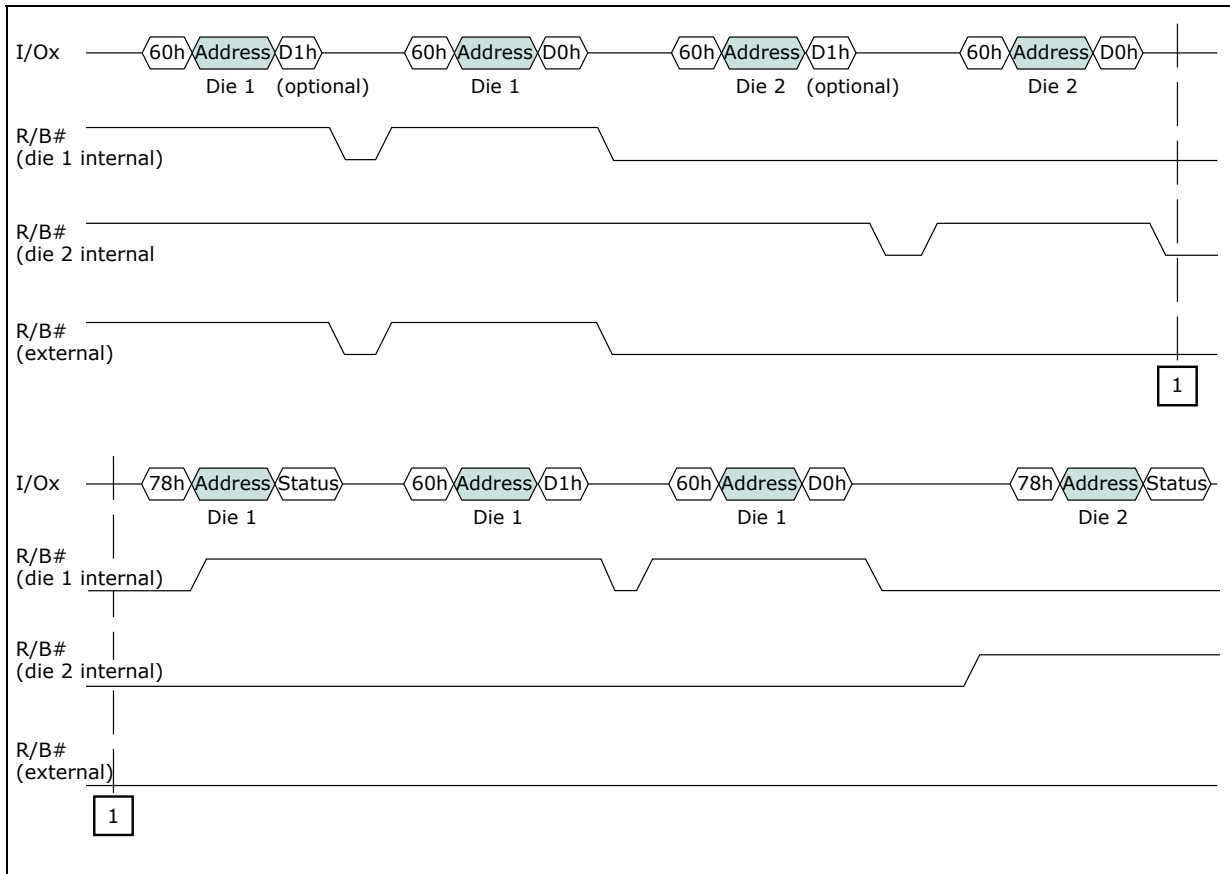 I/Ox 60h Address D1h 60h Address D0h 60h Address D1h 60h Address D0h
Die 1 (optional) Die 1 Die 2 (optional) Die 2
R/B#
(die 1 internal)
R/B#
(die 2 internal
R/B#
(external)
1
I/Ox 78h Address Status 60h Address D1h 60h Address D0h 78h Address Status
Die 1 Die 1 Die 1 Die 2
R/B#
(die 1 internal)
R/B#
(die 2 internal)
R/B#
(external)
1